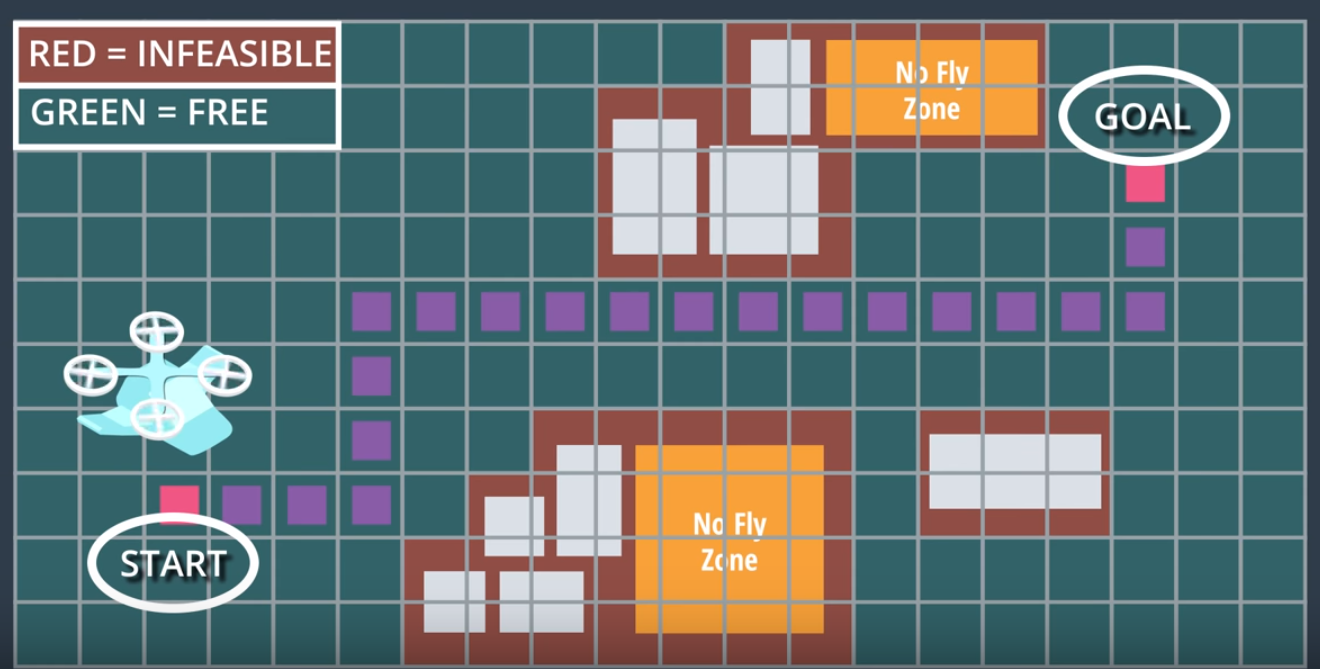 RED = INFEASIBLE
GREEN = FREE
No Fly
Zone
GOAL
No Fly
Zone
START